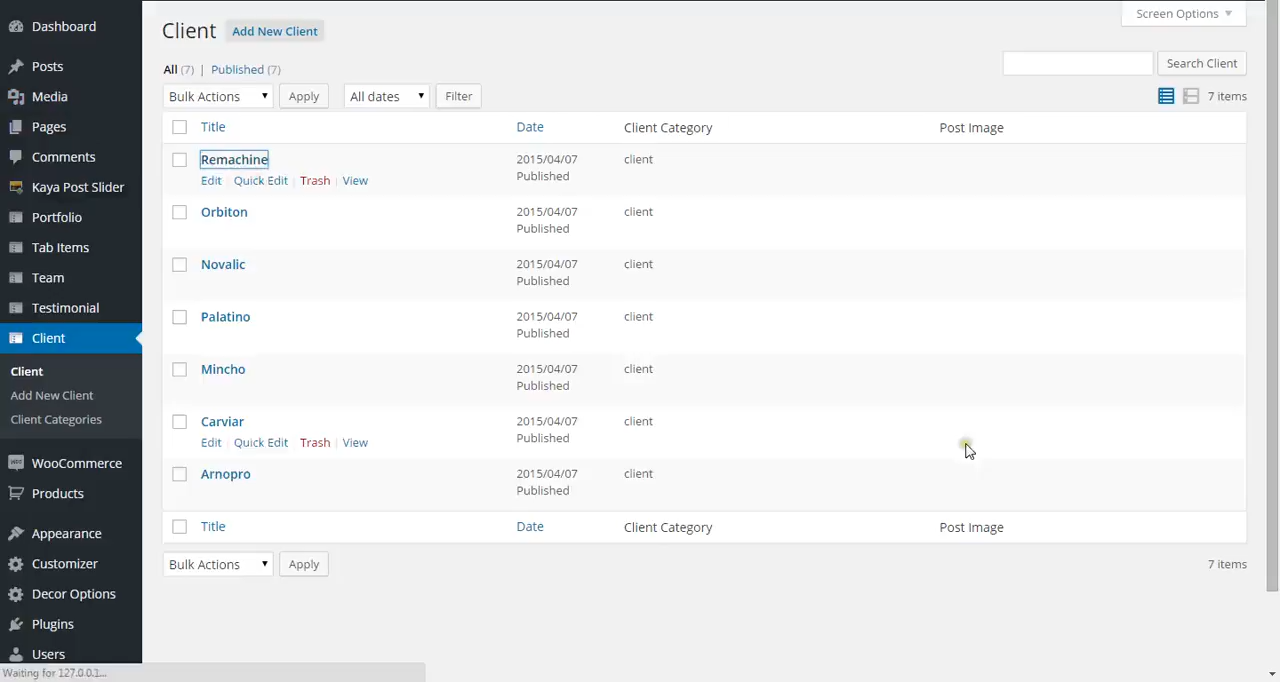 Dashboard
Posts
Media
Pages
Comments
Kaya Post Slider
Portfolio
Tab Items
Team
Testimonial
Client
Client
Add New Client
Client Categories
WooCommerce
Products
Appearance
Customizer
Decor Options
Plugins
Users
Waiting for 127.0.0.1...
Screen Options
Client Add New Client
All (7) | Published (7)
Search Client
Bulk Actions Apply All dates Filter 7 items
Title Date Client Category Post Image
Remachine 2015/04/07 client
Published
Edit | Quick Edit | Trash | View
Orbiton 2015/04/07 client
Published
Novalic 2015/04/07 client
Published
Palatino 2015/04/07 client
Published
Mincho 2015/04/07 client
Published
Carviar 2015/04/07 client
Published
Edit | Quick Edit | Trash | View
Arnopro 2015/04/07 client
Published
Title Date Client Category Post Image
Bulk Actions Apply 7 items